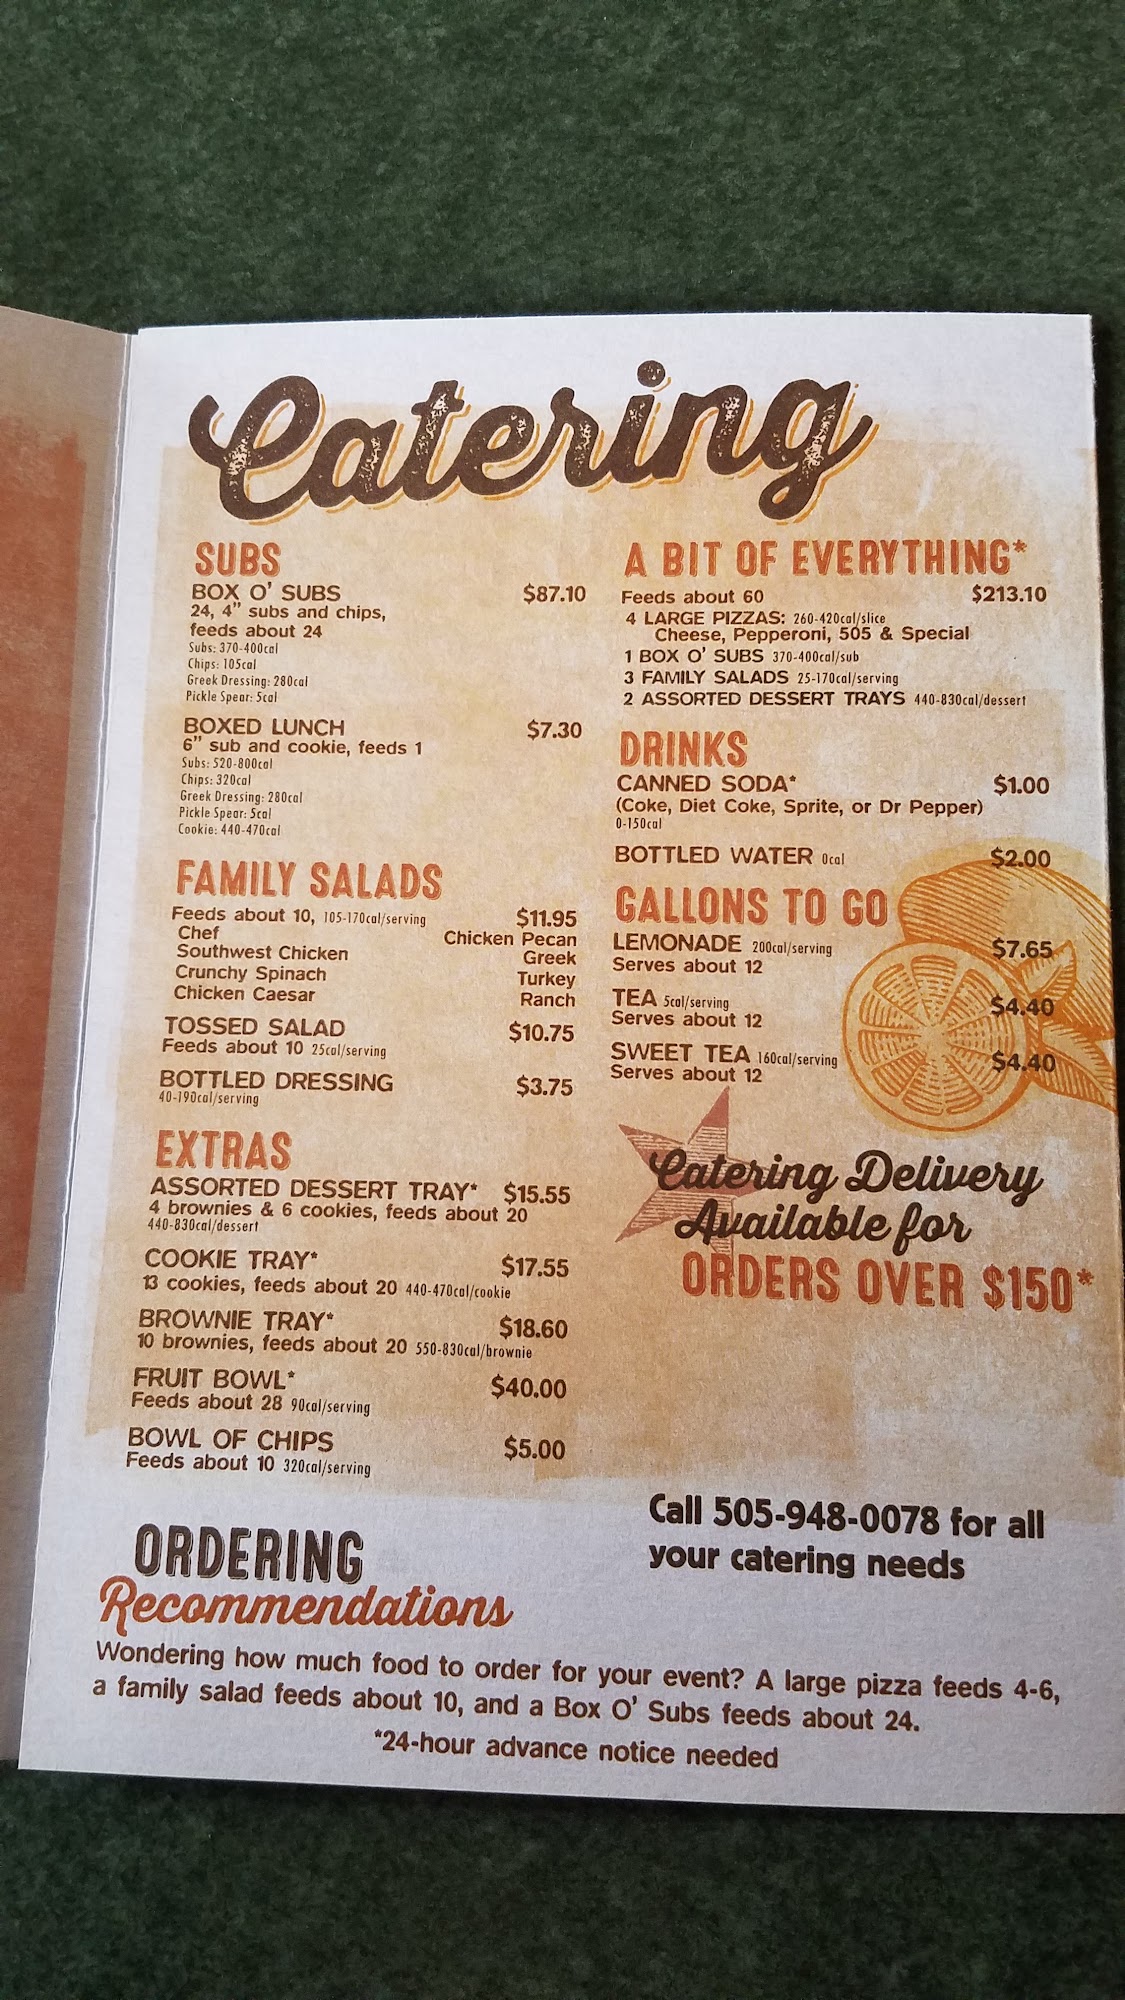 Catering
SUBS
BOX O' SUBS $87.10
24, 4" subs and chips,
feeds about 24
Subs: 370-400cal
Chips: 105cal
Greek Dressing: 280cal
Pickle Spear: 5cal
BOXED LUNCH $7.30
6" sub and cookie, feeds 1
Subs: 520-800cal
Chips: 320cal
Greek Dressing: 280cal
Pickle Spear: 5cal
Cookie: 440-470cal
FAMILY SALADS
Feeds about 10, 105-170cal/serving $11.95
Chef Chicken Pecan
Southwest Chicken Greek
Crunchy Spinach Turkey
Chicken Caesar Ranch
TOSSED SALAD $10.75
Feeds about 10 25cal/serving
BOTTLED DRESSING $3.75
40-190cal/serving
EXTRAS
ASSORTED DESSERT TRAY* $15.55
4 brownies & 6 cookies, feeds about 20
440-830cal/dessert
COOKIE TRAY* $17.55
13 cookies, feeds about 20 440-470cal/cookie
BROWNIE TRAY* $18.60
10 brownies, feeds about 20 550-830cal/brownie
FRUIT BOWL* $40.00
Feeds about 28 90cal/serving
BOWL OF CHIPS $5.00
Feeds about 10 320cal/serving
A BIT OF EVERYTHING*
Feeds about 60 $213.10
4 LARGE PIZZAS: 260-420cal/slice
Cheese, Pepperoni, 505 & Special
1 BOX O' SUBS 370-400cal/sub
3 FAMILY SALADS 25-170cal/serving
2 ASSORTED DESSERT TRAYS 440-830cal/dessert
DRINKS
CANNED SODA* $1.00
(Coke, Diet Coke, Sprite, or Dr Pepper)
0-150cal
BOTTLED WATER 0cal $2.00
GALLONS TO GO
LEMONADE 200cal/serving $7.65
Serves about 12
TEA 5cal/serving $4.40
Serves about 12
SWEET TEA 160cal/serving $4.40
Serves about 12
Catering Delivery
Available for
ORDERS OVER $150*
Call 505-948-0078 for all
your catering needs
ORDERING
Recommendations
Wondering how much food to order for your event? A large pizza feeds 4-6,
a family salad feeds about 10, and a Box O' Subs feeds about 24.
*24-hour advance notice needed